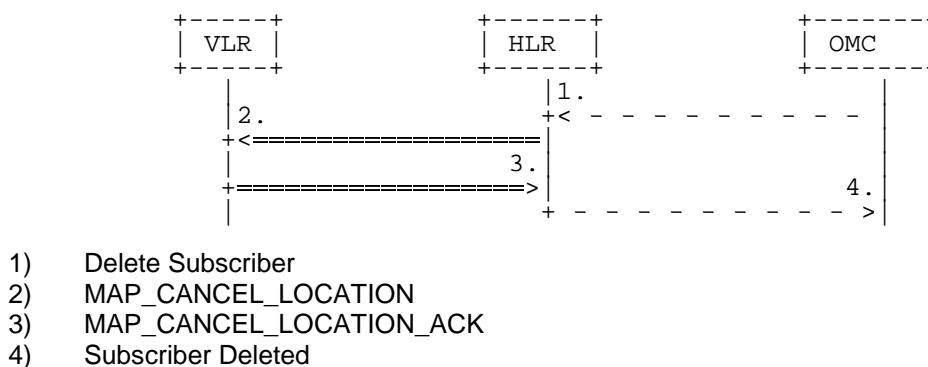 VLR HLR OMC
1.
2.
3.
4.
1) Delete Subscriber
2) MAP_CANCEL_LOCATION
3) MAP_CANCEL_LOCATION_ACK
4) Subscriber Deleted